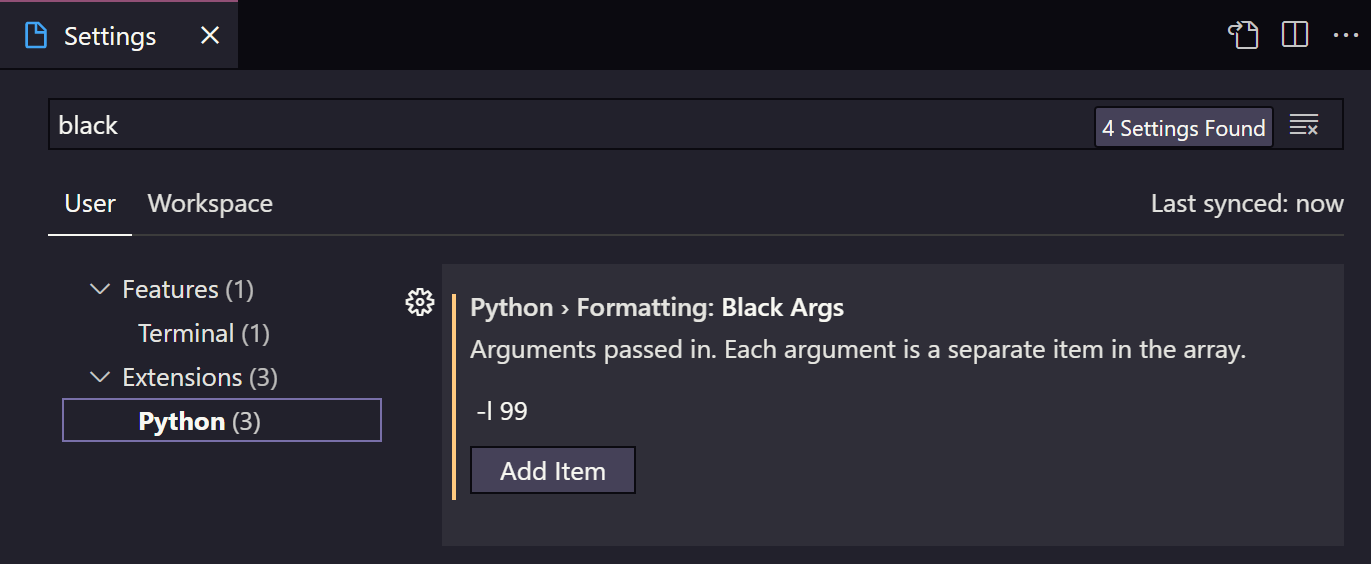 Settings
black
4 Settings Found
User Workspace Last synced: now
Features (1)
Terminal (1)
Extensions (3)
Python (3)
Python › Formatting: Black Args
Arguments passed in. Each argument is a separate item in the array.
-l 99
Add Item